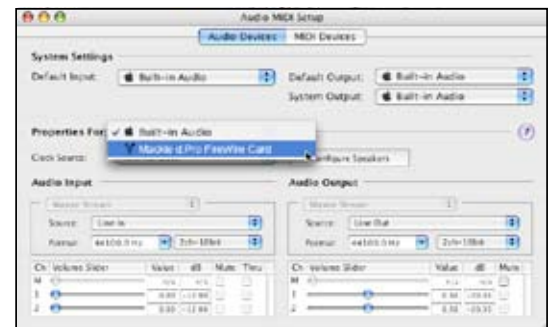 Audio MIDI Setup
Audio Devices MIDI Devices
System Settings
Default Input: Built-in Audio
Default Output: Built-in Audio
System Output: Built-in Audio
Properties For: ✓ Built-in Audio
Mackie d.Pro FireWire Card
?
Clock Source:
Configure Speakers
Audio Input
Audio Output
Master Stream
Master Stream
Source: Line In
Source: Line Out
Format: 44100.0 Hz 2ch-16bit
Format: 44100.0 Hz 2ch-16bit
Ch Volume Slider Value dB Mute Thru
Ch Volume Slider Value dB Mute
M
M
1
1
2
2